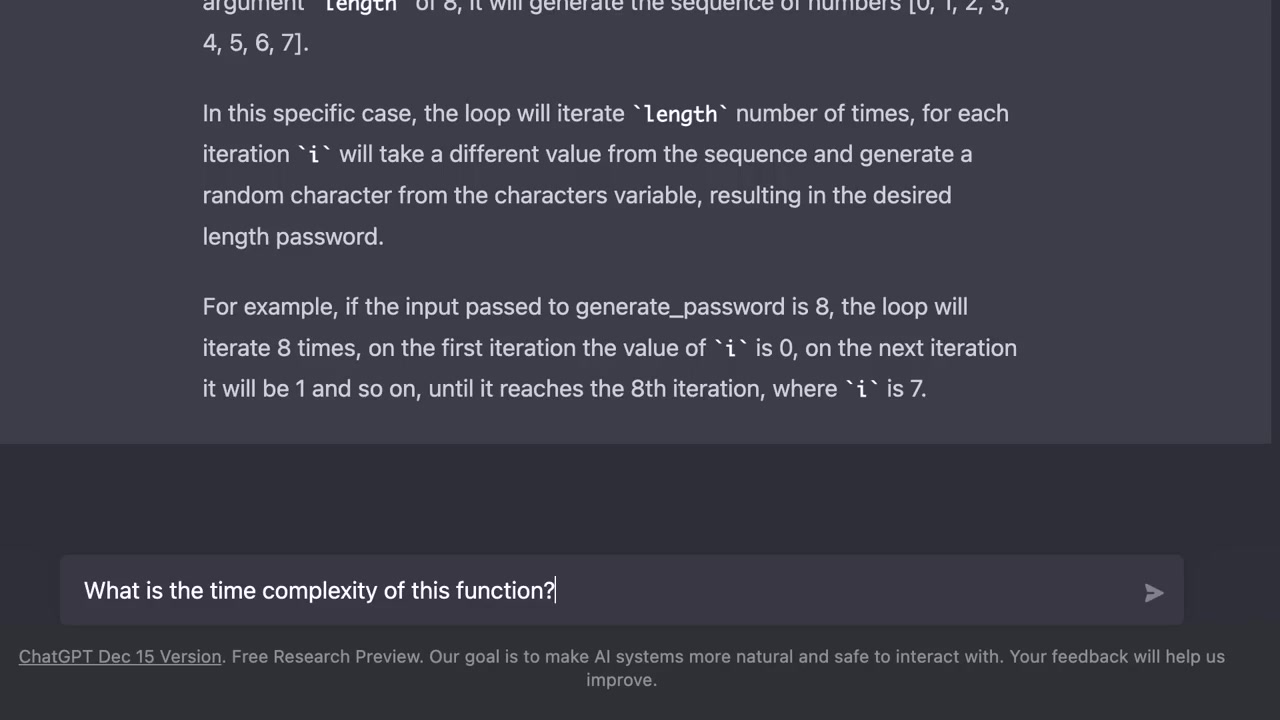 argument `length` of 8, it will generate the sequence of numbers [0, 1, 2, 3,
4, 5, 6, 7].
In this specific case, the loop will iterate `length` number of times, for each
iteration `i` will take a different value from the sequence and generate a
random character from the characters variable, resulting in the desired
length password.
For example, if the input passed to generate_password is 8, the loop will
iterate 8 times, on the first iteration the value of `i` is 0, on the next iteration
it will be 1 and so on, until it reaches the 8th iteration, where `i` is 7.
What is the time complexity of this function?
ChatGPT Dec 15 Version. Free Research Preview. Our goal is to make AI systems more natural and safe to interact with. Your feedback will help us
improve.